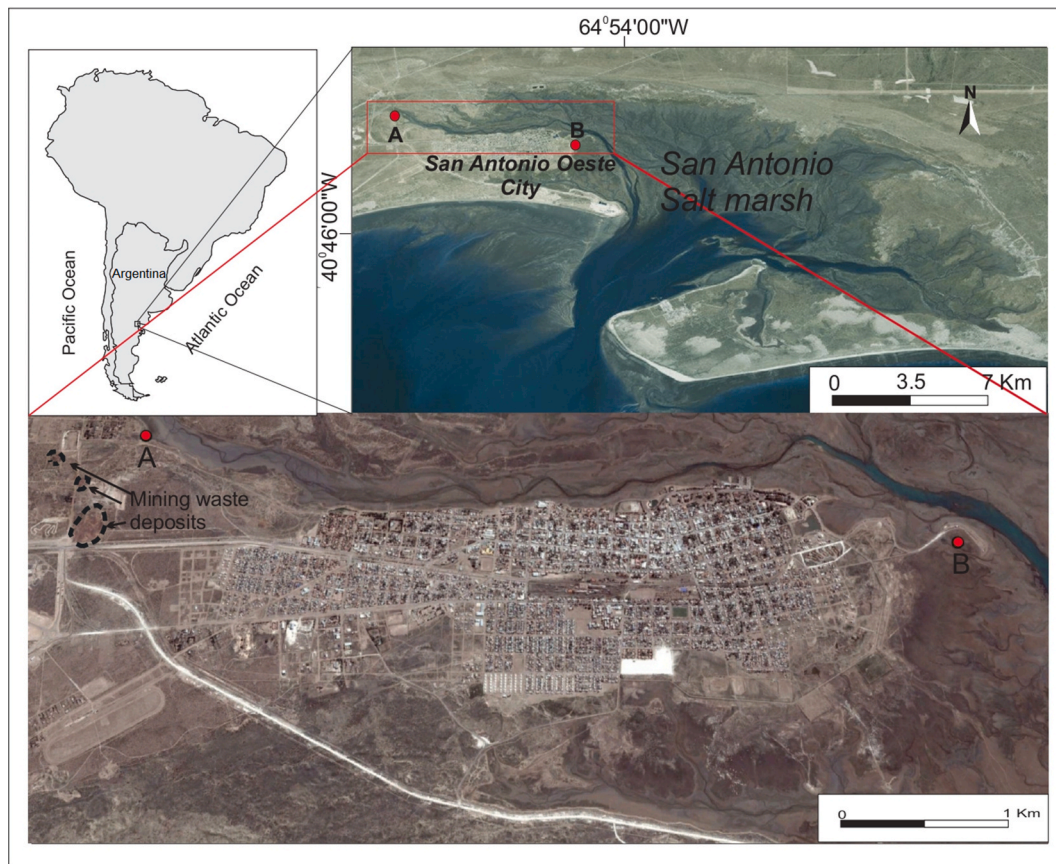 64⁰54'00"W
N
A
B
San Antonio Oeste
City
San Antonio
Salt marsh
40⁰46'00"W
Argentina
Pacific Ocean
Atlantic Ocean
0 3.5 7 Km
A
Mining waste
deposits
B
0 1 Km